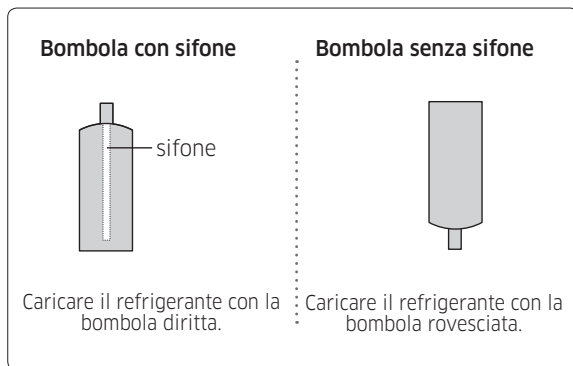 Bombola con sifone
sifone
Caricare il refrigerante con la
bombola diritta.
Bombola senza sifone
Caricare il refrigerante con la
bombola rovesciata.